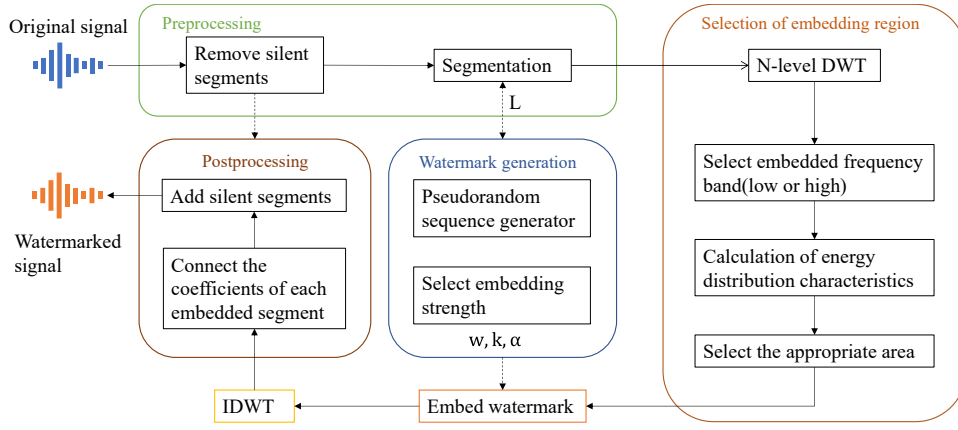 Original signal
Preprocessing
Remove silent
segments
Segmentation
L
Selection of embedding region
N-level DWT
Select embedded frequency
band(low or high)
Calculation of energy
distribution characteristics
Select the appropriate area
Watermark generation
Pseudorandom
sequence generator
Select embedding
strength
w, k, α
Embed watermark
IDWT
Postprocessing
Add silent segments
Connect the
coefficients of each
embedded segment
Watermarked
signal